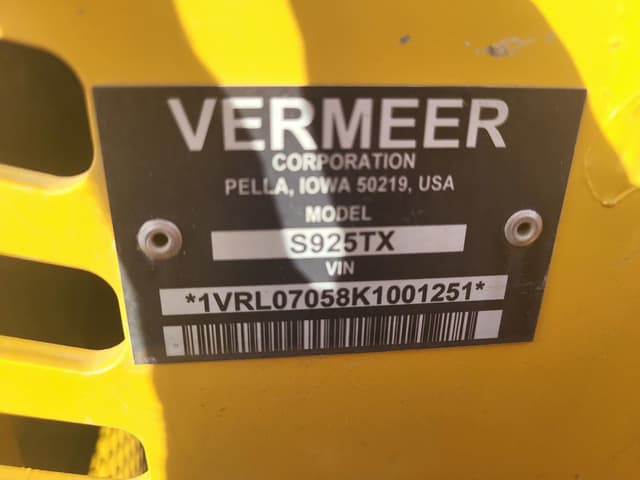 VERMEER
CORPORATION
PELLA, IOWA 50219, USA
MODEL
S925TX
VIN
*1VRL07058K1001251*